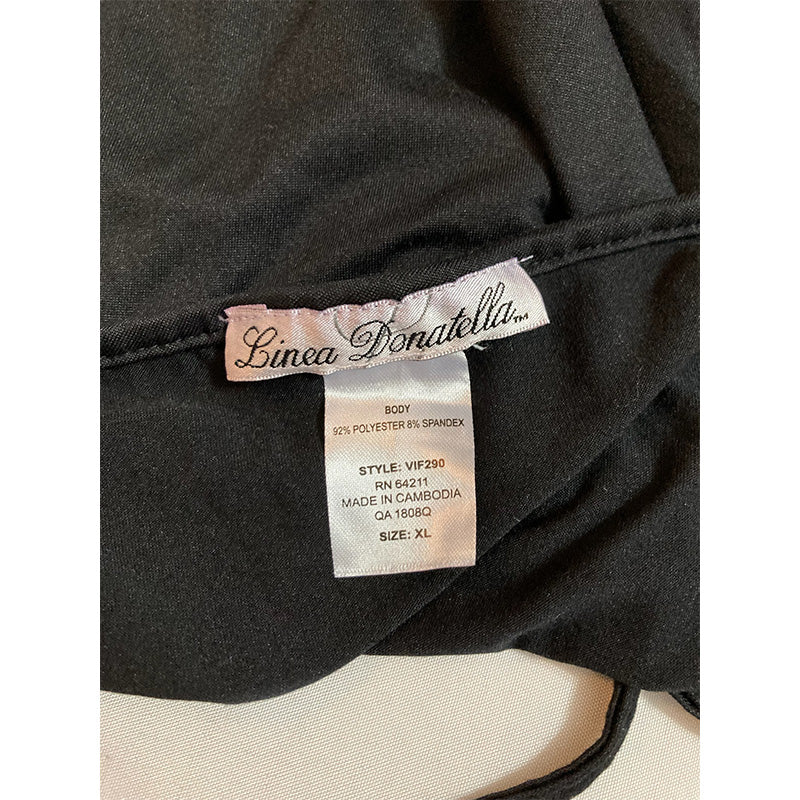 Linea Donatella™
BODY
92% POLYESTER 8% SPANDEX
STYLE: VIF290
RN 64211
MADE IN CAMBODIA
QA 1808Q
SIZE: XL